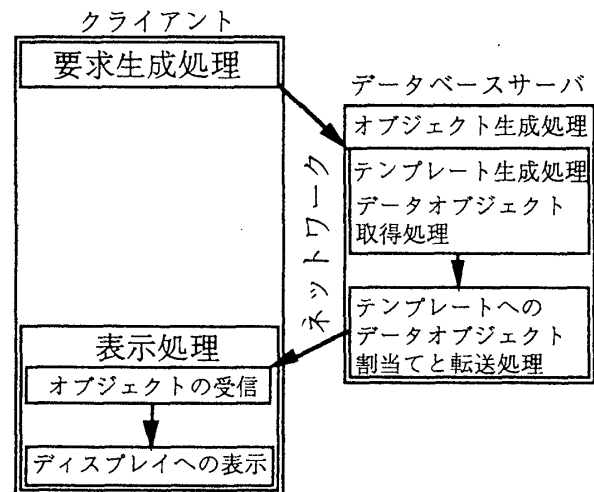 クライアント
要求生成処理
データベースサーバ
オブジェクト生成処理
テンプレート生成処理
データオブジェクト
取得処理
ネットワーク
テンプレートへの
データオブジェクト
割当てと転送処理
表示処理
オブジェクトの受信
ディスプレイへの表示